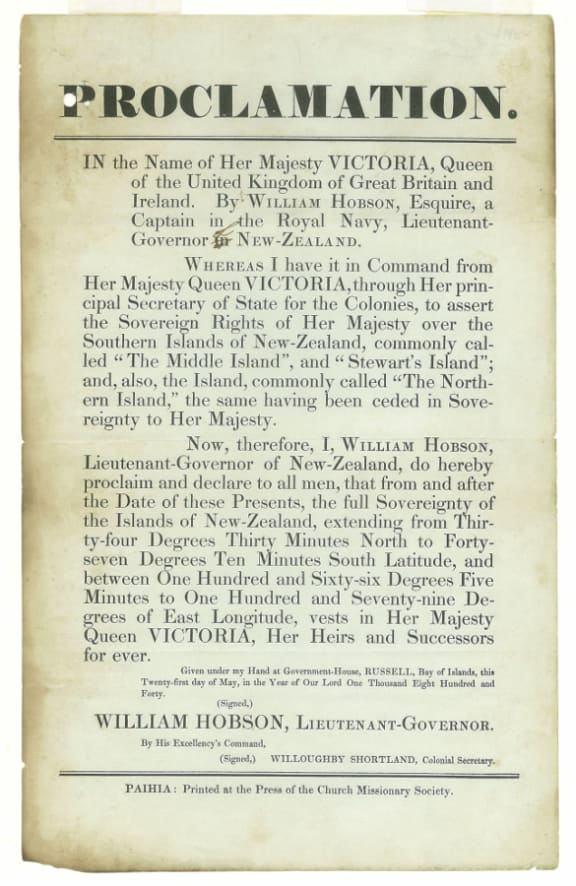 PROCLAMATION.
IN the Name of Her Majesty VICTORIA, Queen
of the United Kingdom of Great Britain and
Ireland. By WILLIAM HOBSON, Esquire, a
Captain in the Royal Navy, Lieutenant-
Governor in NEW-ZEALAND.
WHEREAS I have it in Command from
Her Majesty Queen VICTORIA, through Her prin-
cipal Secretary of State for the Colonies, to assert
the Sovereign Rights of Her Majesty over the
Southern Islands of New-Zealand, commonly cal-
led “ The Middle Island”, and “ Stewart's Island”;
and, also, the Island, commonly called “The North-
ern Island,” the same having been ceded in Sove-
reignty to Her Majesty.
Now, therefore, I, WILLIAM HOBSON,
Lieutenant-Governor of New-Zealand, do hereby
proclaim and declare to all men, that from and after
the Date of these Presents, the full Sovereignty of
the Islands of New-Zealand, extending from Thir-
ty-four Degrees Thirty Minutes North to Forty-
seven Degrees Ten Minutes South Latitude, and
between One Hundred and Sixty-six Degrees Five
Minutes to One Hundred and Seventy-nine De-
grees of East Longitude, vests in Her Majesty
Queen VICTORIA, Her Heirs and Successors
for ever.
Given under my Hand at Government-House, RUSSELL, Bay of Islands, this
Twenty-first day of May, in the Year of Our Lord One Thousand Eight Hundred and
Forty.
(Signed,)
WILLIAM HOBSON, LIEUTENANT-GOVERNOR.
By His Excellency's Command,
(Signed,) WILLOUGHBY SHORTLAND, Colonial Secretary.
PAIHIA : Printed at the Press of the Church Missionary Society.